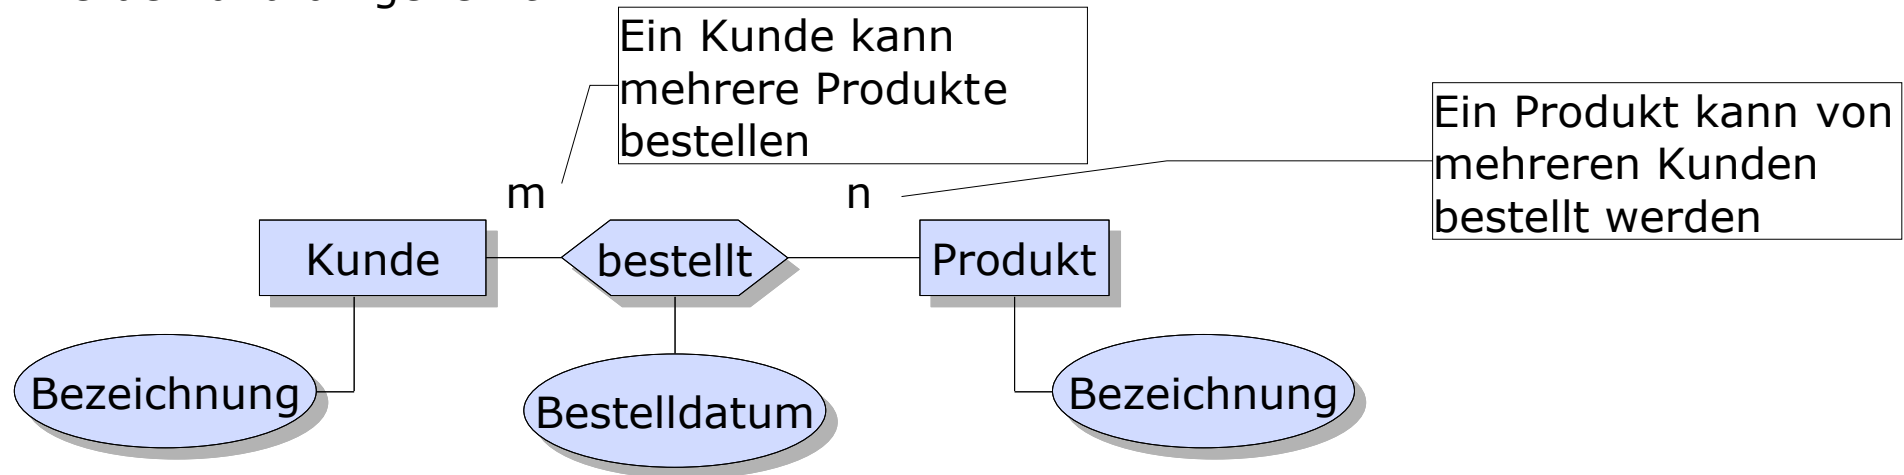 Ein Kunde kann
mehrere Produkte
bestellen
Ein Produkt kann von
mehreren Kunden
bestellt werden
m
n
Kunde
bestellt
Produkt
Bezeichnung
Bestelldatum
Bezeichnung